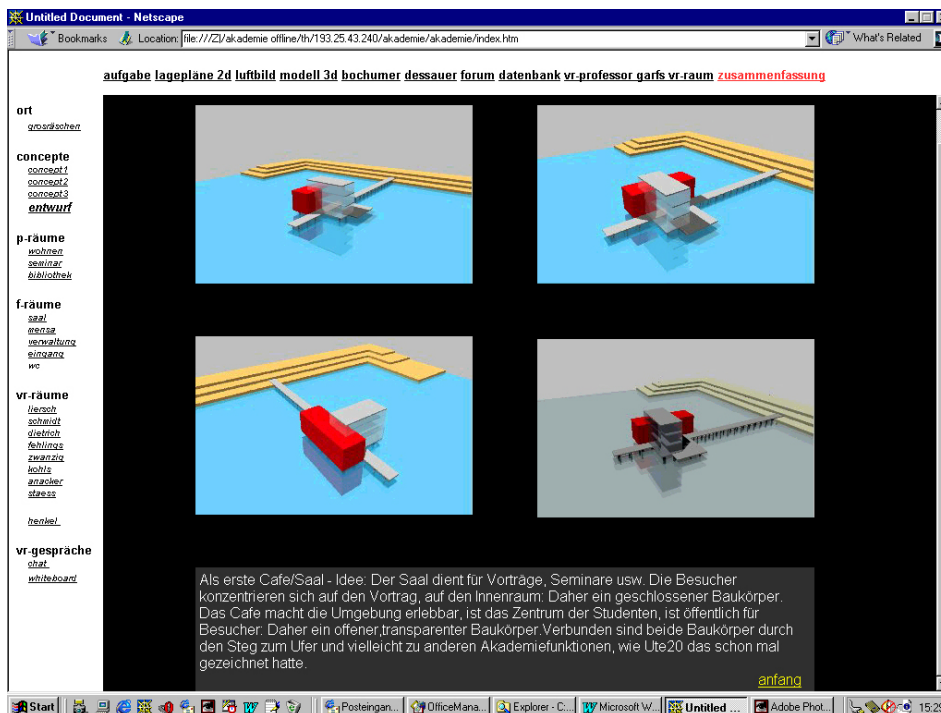 Untitled Document - Netscape
Bookmarks Location: file:///Z|/akademie offline/th/193.25.43.240/akademie/akademie/index.htm What's Related
aufgabe lagepläne 2d luftbild modell 3d bochumer dessauer forum datenbank vr-professor garfs vr-raum zusammenfassung
ort
grosräschen
concepte
concept1
concept2
concept3
entwurf
p-räume
wohnen
seminar
bibliothek
f-räume
saal
mensa
verwaltung
eingang
wc
vr-räume
liersch
schmidt
dietrich
fehlings
zwanzig
kohls
anacker
staess
henkel
vr-gespräche
chat
whiteboard
Als erste Cafe/Saal - Idee: Der Saal dient für Vorträge, Seminare usw. Die Besucher
konzentrieren sich auf den Vortrag, auf den Innenraum: Daher ein geschlossener Baukörper.
Das Cafe macht die Umgebung erlebbar, ist das Zentrum der Studenten, ist öffentlich für
Besucher: Daher ein offener,transparenter Baukörper.Verbunden sind beide Baukörper durch
den Steg zum Ufer und vielleicht zu anderen Akademiefunktionen, wie Ute20 das schon mal
gezeichnet hatte.
anfang
Start Posteingan... OfficeMana... Explorer - C:... Microsoft W... Untitled ... Adobe Phot...